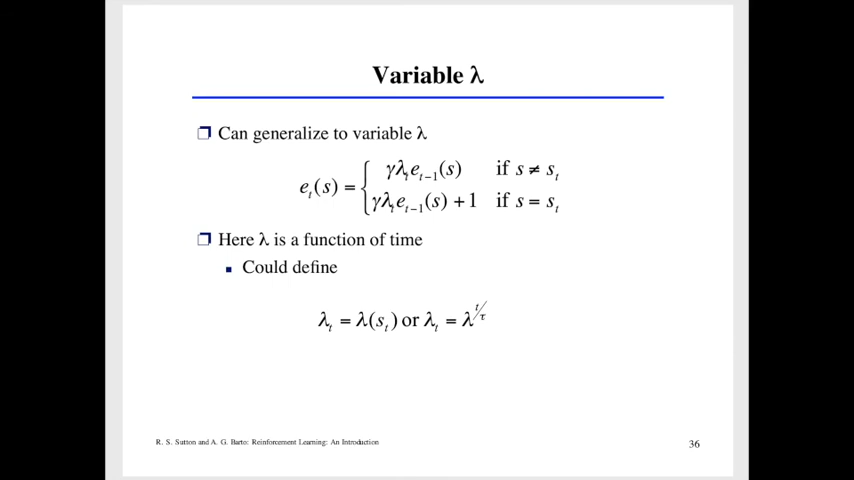 Variable λ
❐ Can generalize to variable λ
e_t(s) = { γλ_t e_{t−1}(s) if s ≠ s_t
γλ_t e_{t−1}(s) + 1 if s = s_t
❐ Here λ is a function of time
▪ Could define
λ_t = λ(s_t) or λ_t = λ^{t/τ}
R. S. Sutton and A. G. Barto: Reinforcement Learning: An Introduction
36